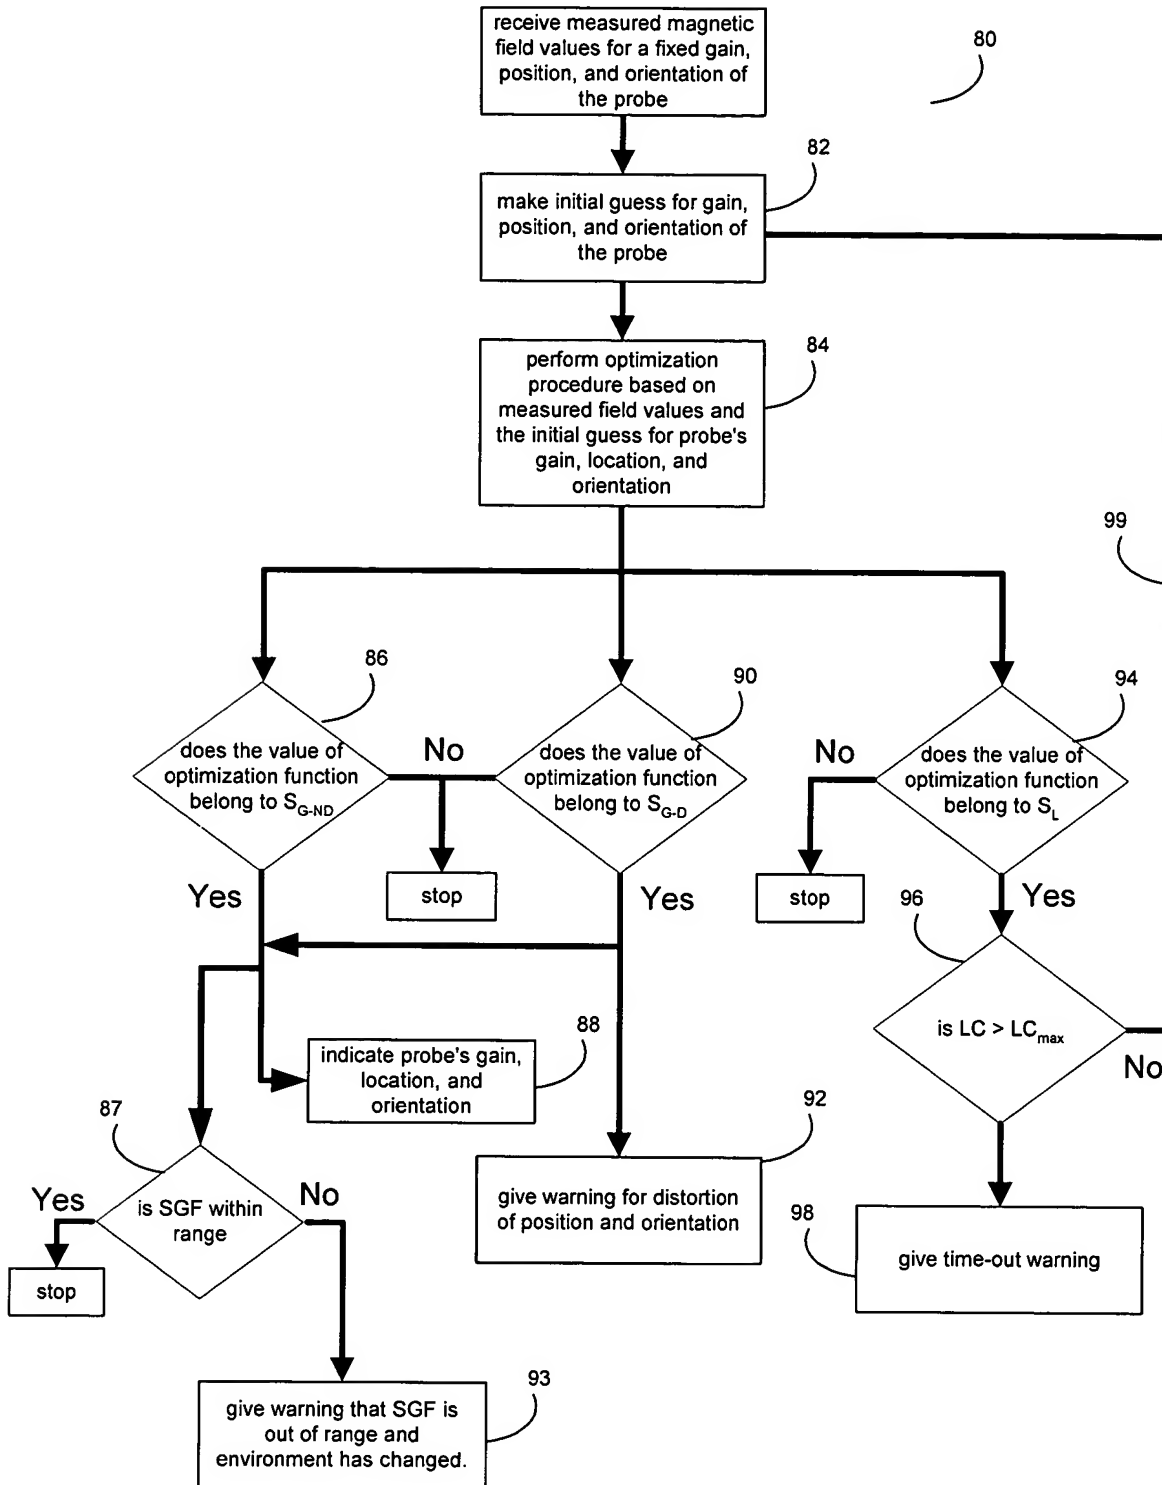 receive measured magnetic
field values for a fixed gain,
position, and orientation of
the probe
80
82
make initial guess for gain,
position, and orientation of
the probe
84
perform optimization
procedure based on
measured field values and
the initial guess for probe's
gain, location, and
orientation
99
86
90
94
does the value of
optimization function
belong to S_{G-ND}
No
does the value of
optimization function
belong to S_{G-D}
No
does the value of
optimization function
belong to S_L
stop
stop
Yes
Yes
Yes
96
is LC > LC_{max}
No
88
indicate probe's gain,
location, and
orientation
87
92
Yes
is SGF within
range
No
give warning for distortion
of position and orientation
98
give time-out warning
stop
93
give warning that SGF is
out of range and
environment has changed.